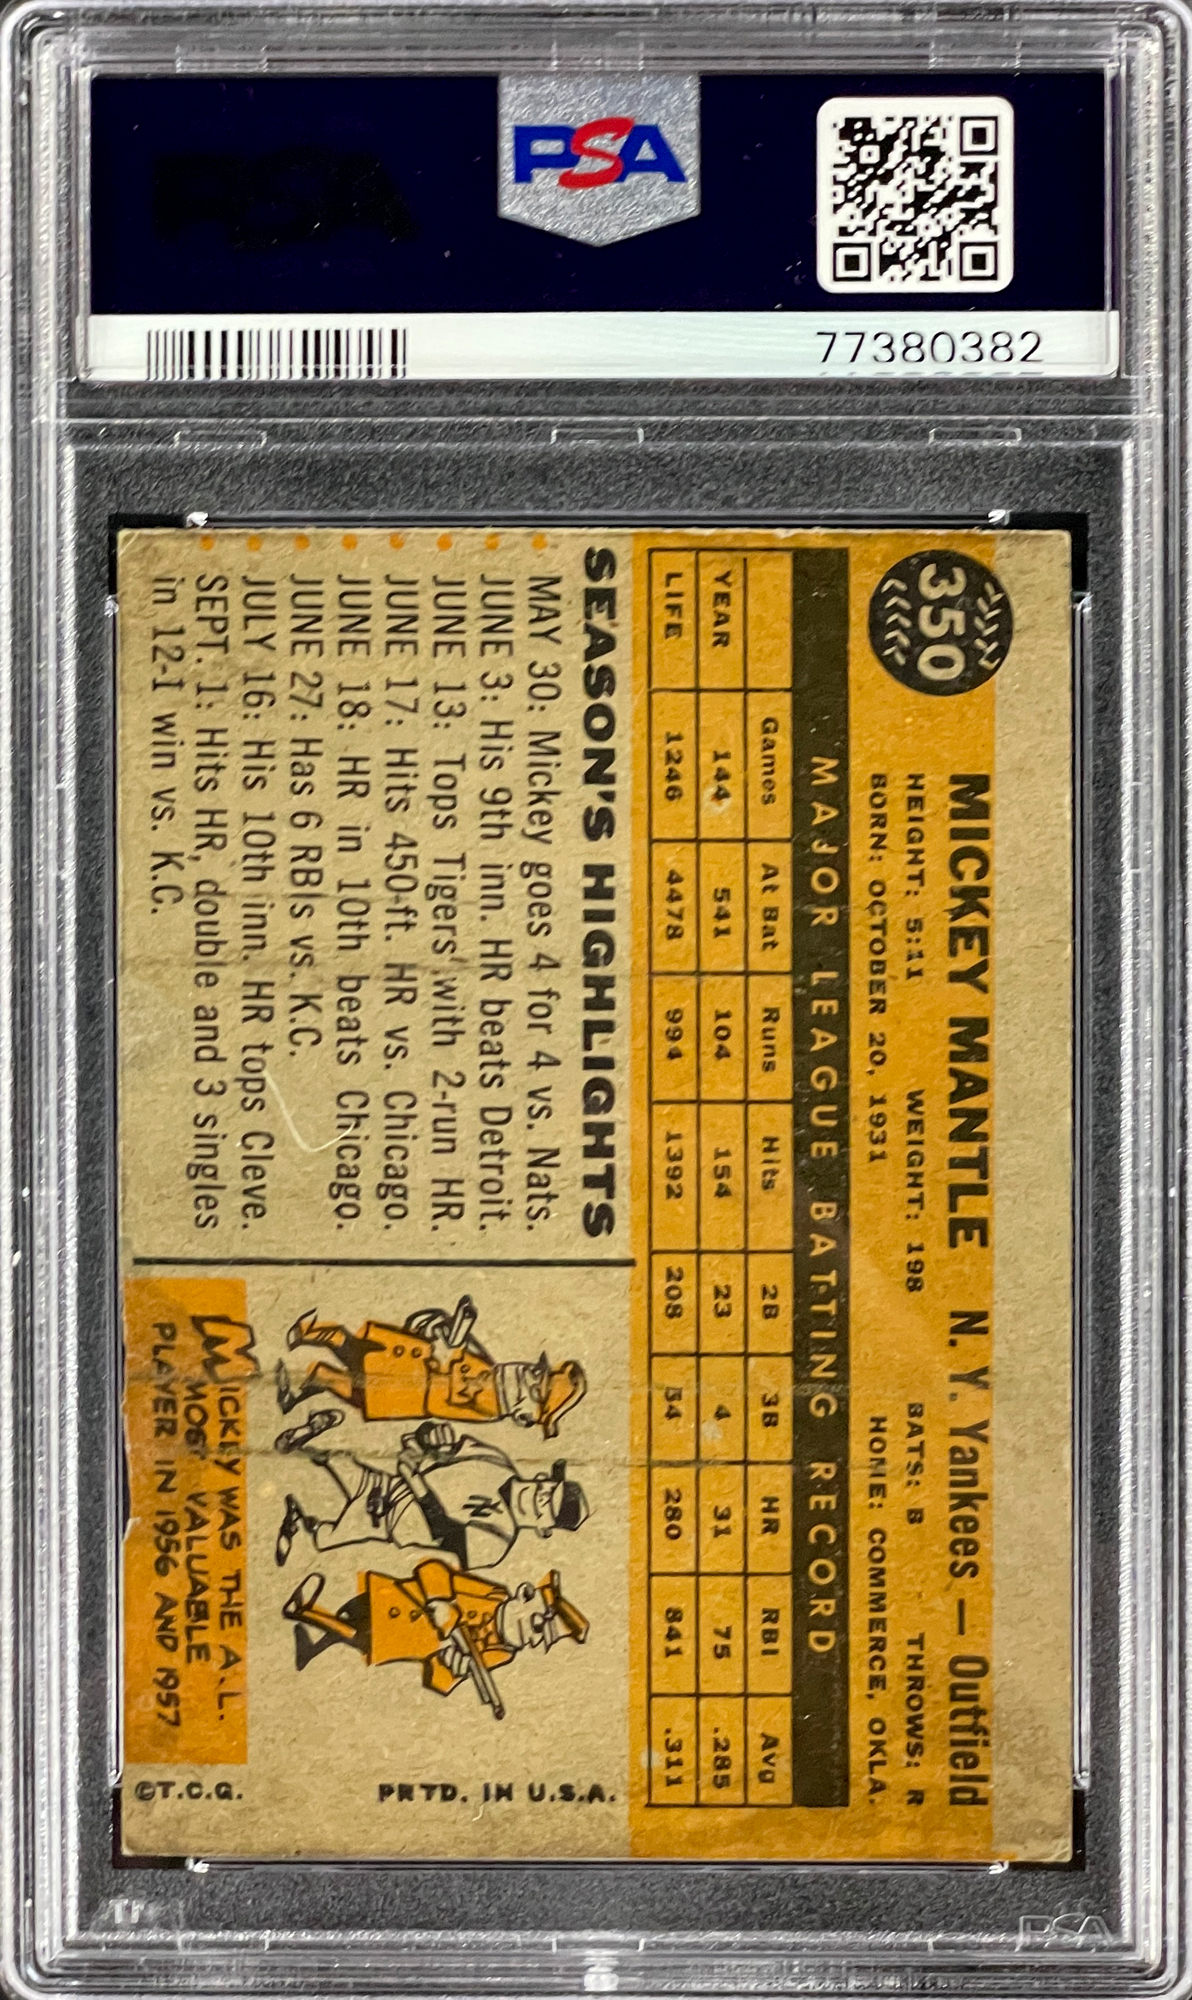 PSA
77380382
350
MICKEY MANTLE N. Y. Yankees — Outfield
HEIGHT: 5:11 WEIGHT: 198 BATS: B - THROWS: R
BORN: OCTOBER 20, 1931 HOME: COMMERCE, OKLA.
MAJOR LEAGUE BATTING RECORD
Games At Bat Runs Hits 2B 3B HR RBI Avg
YEAR 144 541 104 154 23 4 31 75 .285
LIFE 1246 4478 994 1392 208 54 280 841 .311
SEASON'S HIGHLIGHTS
MAY 30: Mickey goes 4 for 4 vs. Nats.
JUNE 3: His 9th inn. HR beats Detroit.
JUNE 13: Tops Tigers with 2-run HR.
JUNE 17: Hits 450-ft. HR vs. Chicago.
JUNE 18: HR in 10th beats Chicago.
JUNE 27: Has 6 RBIs vs. K.C.
JULY 16: His 10th inn. HR tops Cleve.
SEPT. 1: Hits HR, double and 3 singles
in 12-1 win vs. K.C.
N
MICKEY WAS THE A.L.
MOST VALUABLE
PLAYER IN 1956 AND 1957
PRTD. IN U.S.A.
©T.C.G.
PSA